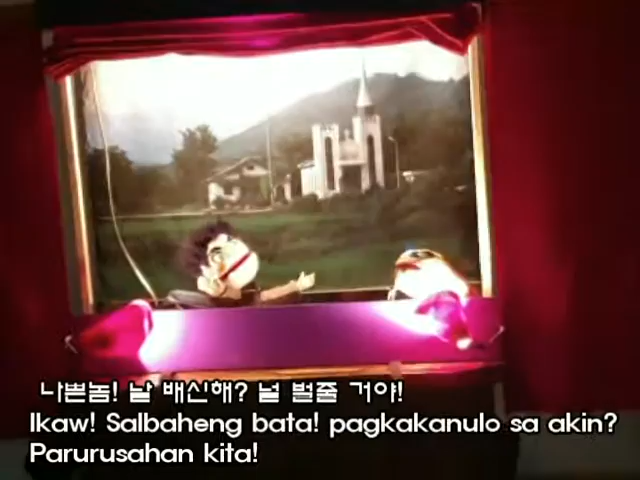 나쁜놈! 날 배신해? 널 벌줄 거야!
Ikaw! Salbaheng bata! pagkakanulo sa akin?
Parurusahan kita!